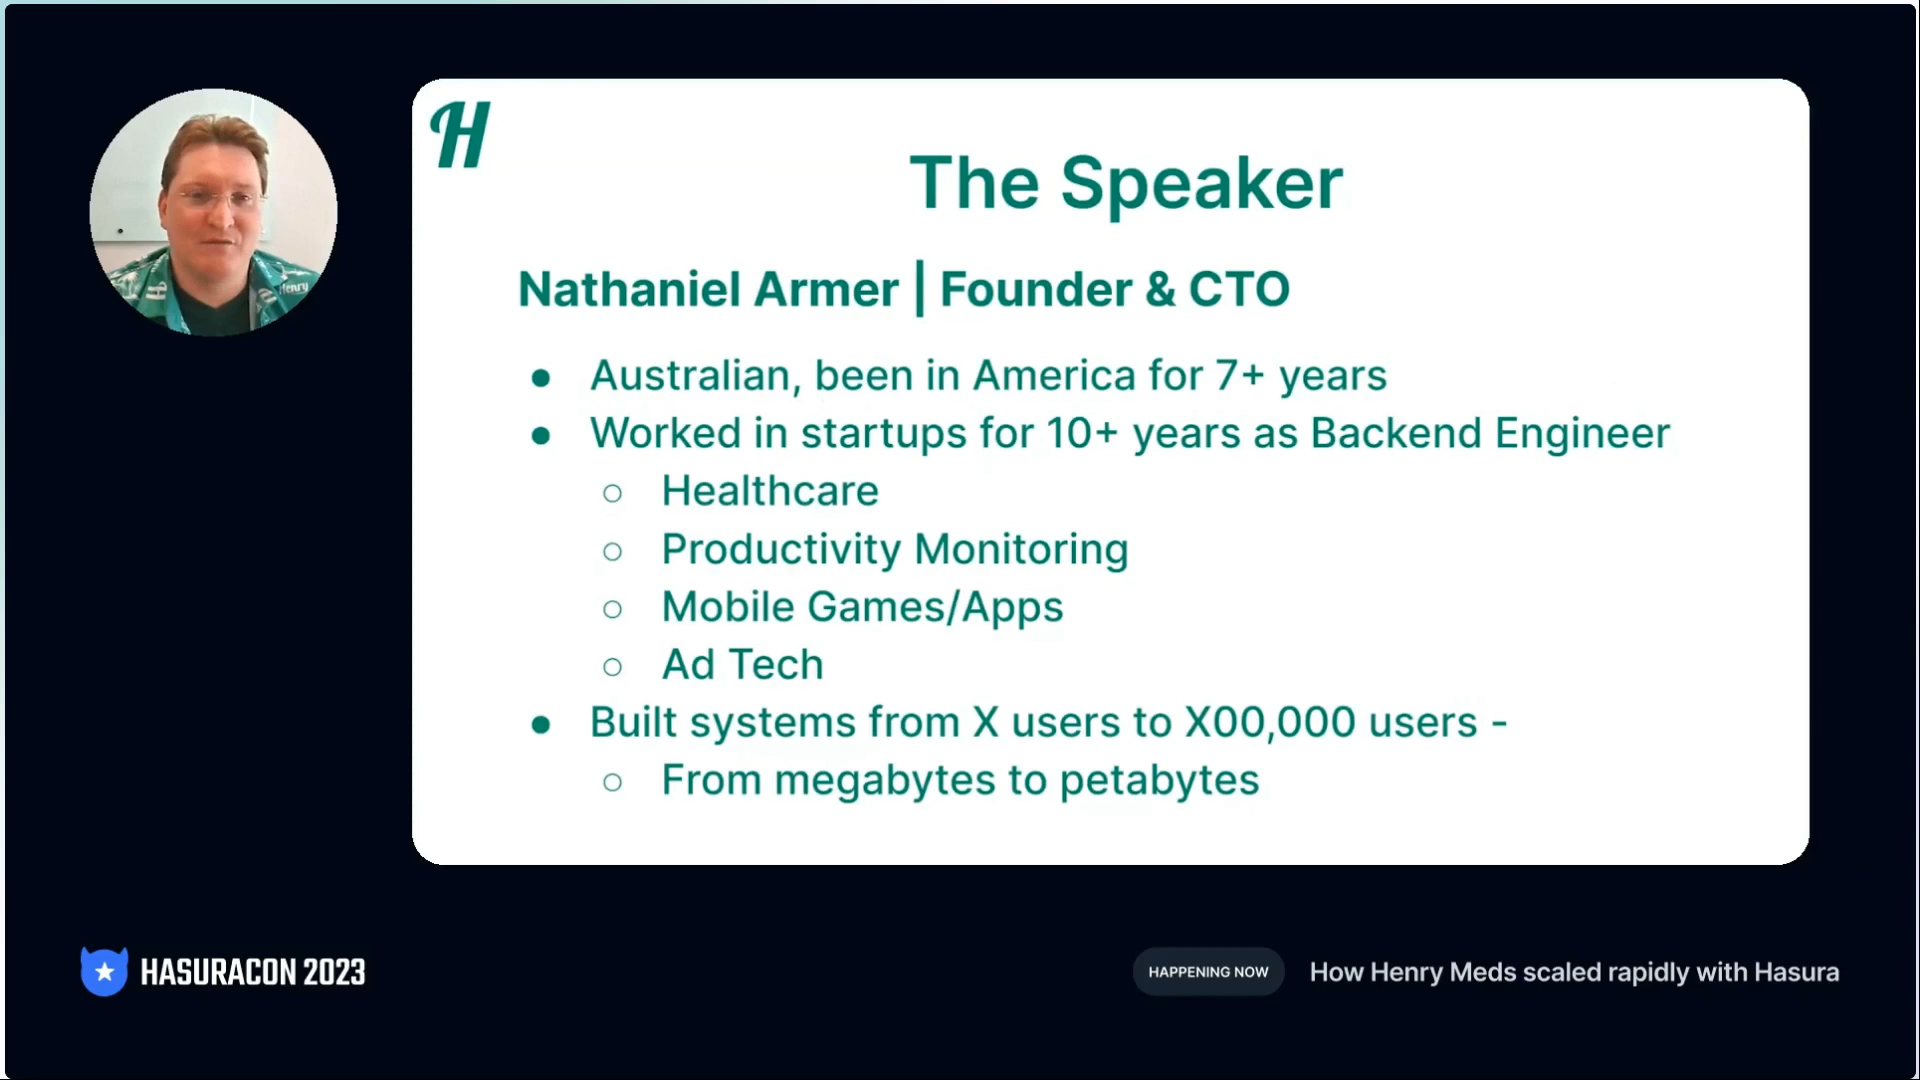 H
The Speaker
Nathaniel Armer | Founder & CTO
● Australian, been in America for 7+ years
● Worked in startups for 10+ years as Backend Engineer
○ Healthcare
○ Productivity Monitoring
○ Mobile Games/Apps
○ Ad Tech
● Built systems from X users to X00,000 users -
○ From megabytes to petabytes
Henry
HASURACON 2023
HAPPENING NOW
How Henry Meds scaled rapidly with Hasura